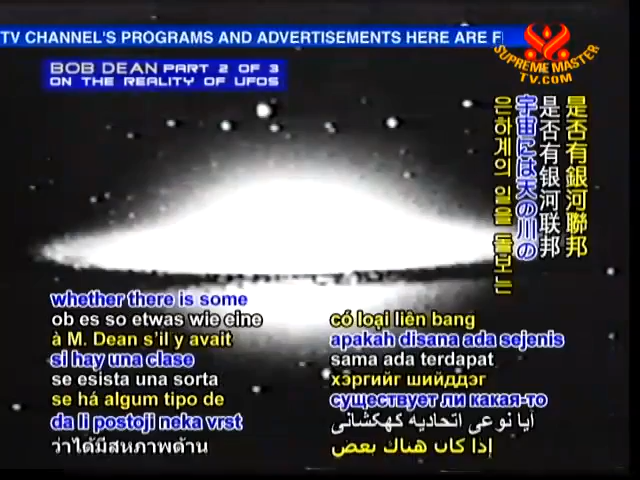 TV CHANNEL'S PROGRAMS AND ADVERTISEMENTS HERE ARE F
SUPREME MASTER
TV.COM
BOB DEAN PART 2 OF 3
ON THE REALITY OF UFOS
是否有銀河聯邦
是否有银河联邦
宇宙には天の川の
은하계의 일을 돌보는
whether there is some
ob es so etwas wie eine
à M. Dean s'il y avait
si hay una clase
se esista una sorta
se há algum tipo de
da li postoji neka vrst
ว่าได้มีสหภาพด้าน
có loại liên bang
apakah disana ada sejenis
sama ada terdapat
хэргийг шийддэг
существует ли какая-то
آیا نوعی اتحادیه کهکشانی
إذا كان هناك بعض